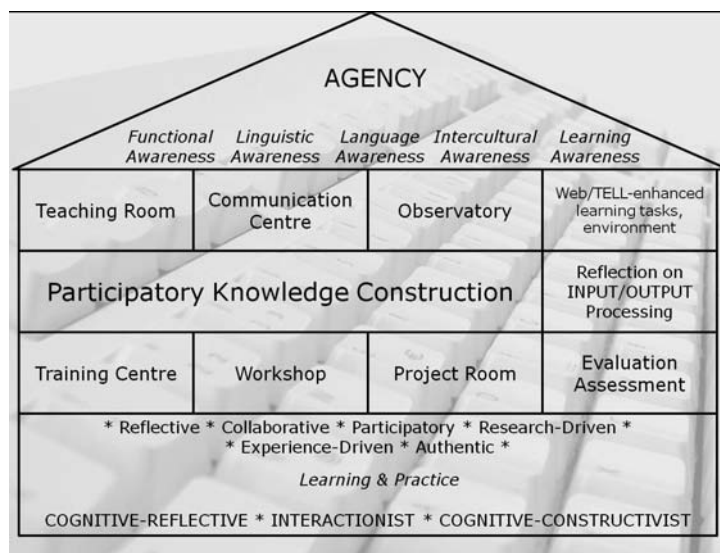 AGENCY
Functional Linguistic Language Intercultural Learning
Awareness Awareness Awareness Awareness Awareness
Teaching Room
Communication
Centre
Observatory
Web/TELL-enhanced
learning tasks,
environment
Participatory Knowledge Construction
Reflection on
INPUT/OUTPUT
Processing
Training Centre
Workshop
Project Room
Evaluation
Assessment
* Reflective * Collaborative * Participatory * Research-Driven *
* Experience-Driven * Authentic *
Learning & Practice
COGNITIVE-REFLECTIVE * INTERACTIONIST * COGNITIVE-CONSTRUCTIVIST